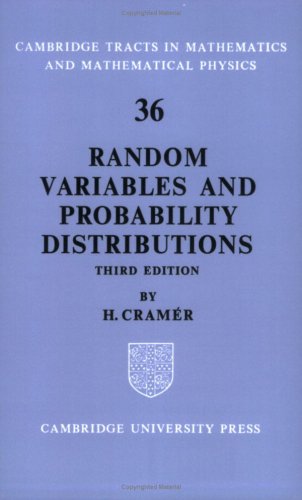 CAMBRIDGE TRACTS IN MATHEMATICS
AND MATHEMATICAL PHYSICS
36
RANDOM
VARIABLES AND
PROBABILITY
DISTRIBUTIONS
THIRD EDITION
BY
H. CRAMÉR
CAMBRIDGE UNIVERSITY PRESS